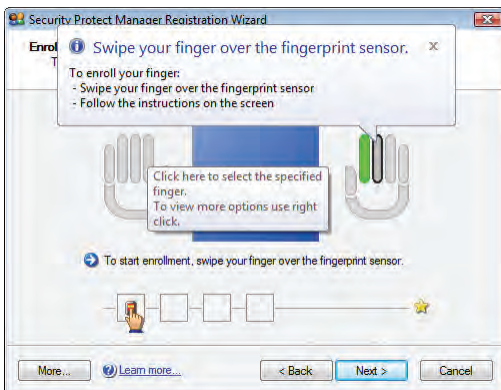 Security Protect Manager Registration Wizard
Enrol
T
Swipe your finger over the fingerprint sensor.
To enroll your finger:
- Swipe your finger over the fingerprint sensor
- Follow the instructions on the screen
Click here to select the specified
finger.
To view more options use right
click.
To start enrollment, swipe your finger over the fingerprint sensor.
More...
Learn more...
< Back
Next >
Cancel